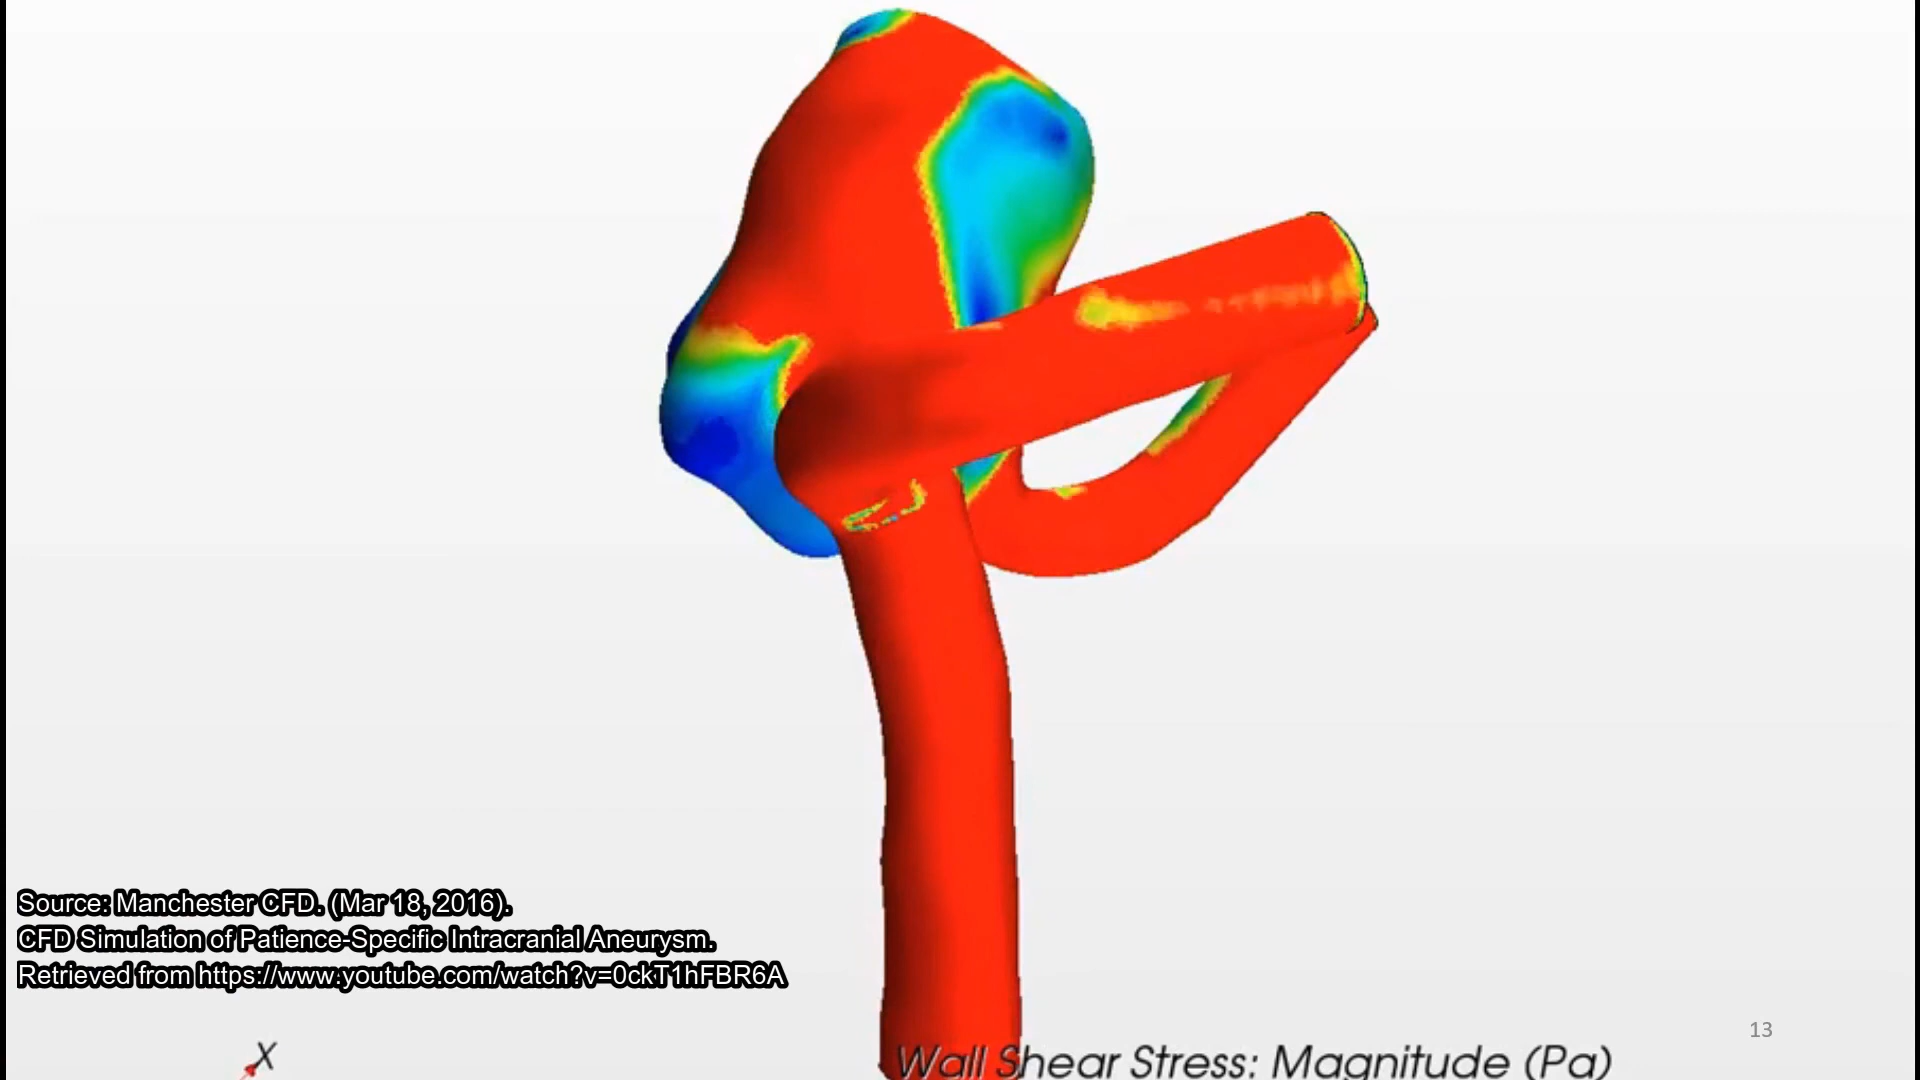 Source: Manchester CFD. (Mar 18, 2016).
CFD Simulation of Patience-Specific Intracranial Aneurysm.
Retrieved from https://www.youtube.com/watch?v=0ckT1hFBR6A
13
X
Wall Shear Stress: Magnitude (Pa)